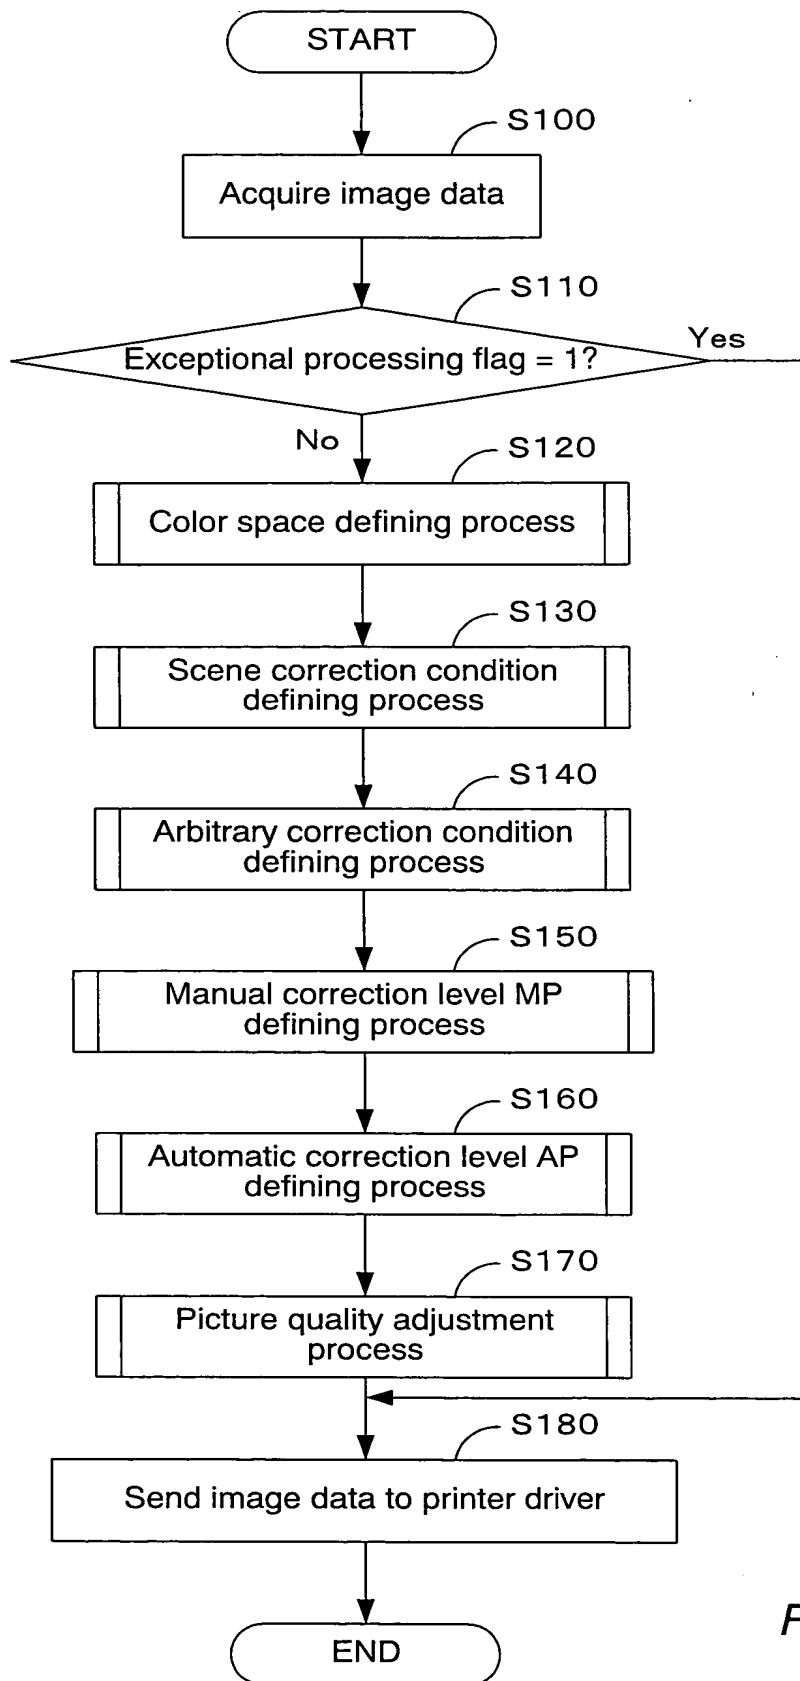 START
S100
Acquire image data
S110
Exceptional processing flag = 1?
Yes
No
S120
Color space defining process
S130
Scene correction condition
defining process
S140
Arbitrary correction condition
defining process
S150
Manual correction level MP
defining process
S160
Automatic correction level AP
defining process
S170
Picture quality adjustment
process
S180
Send image data to printer driver
END
F